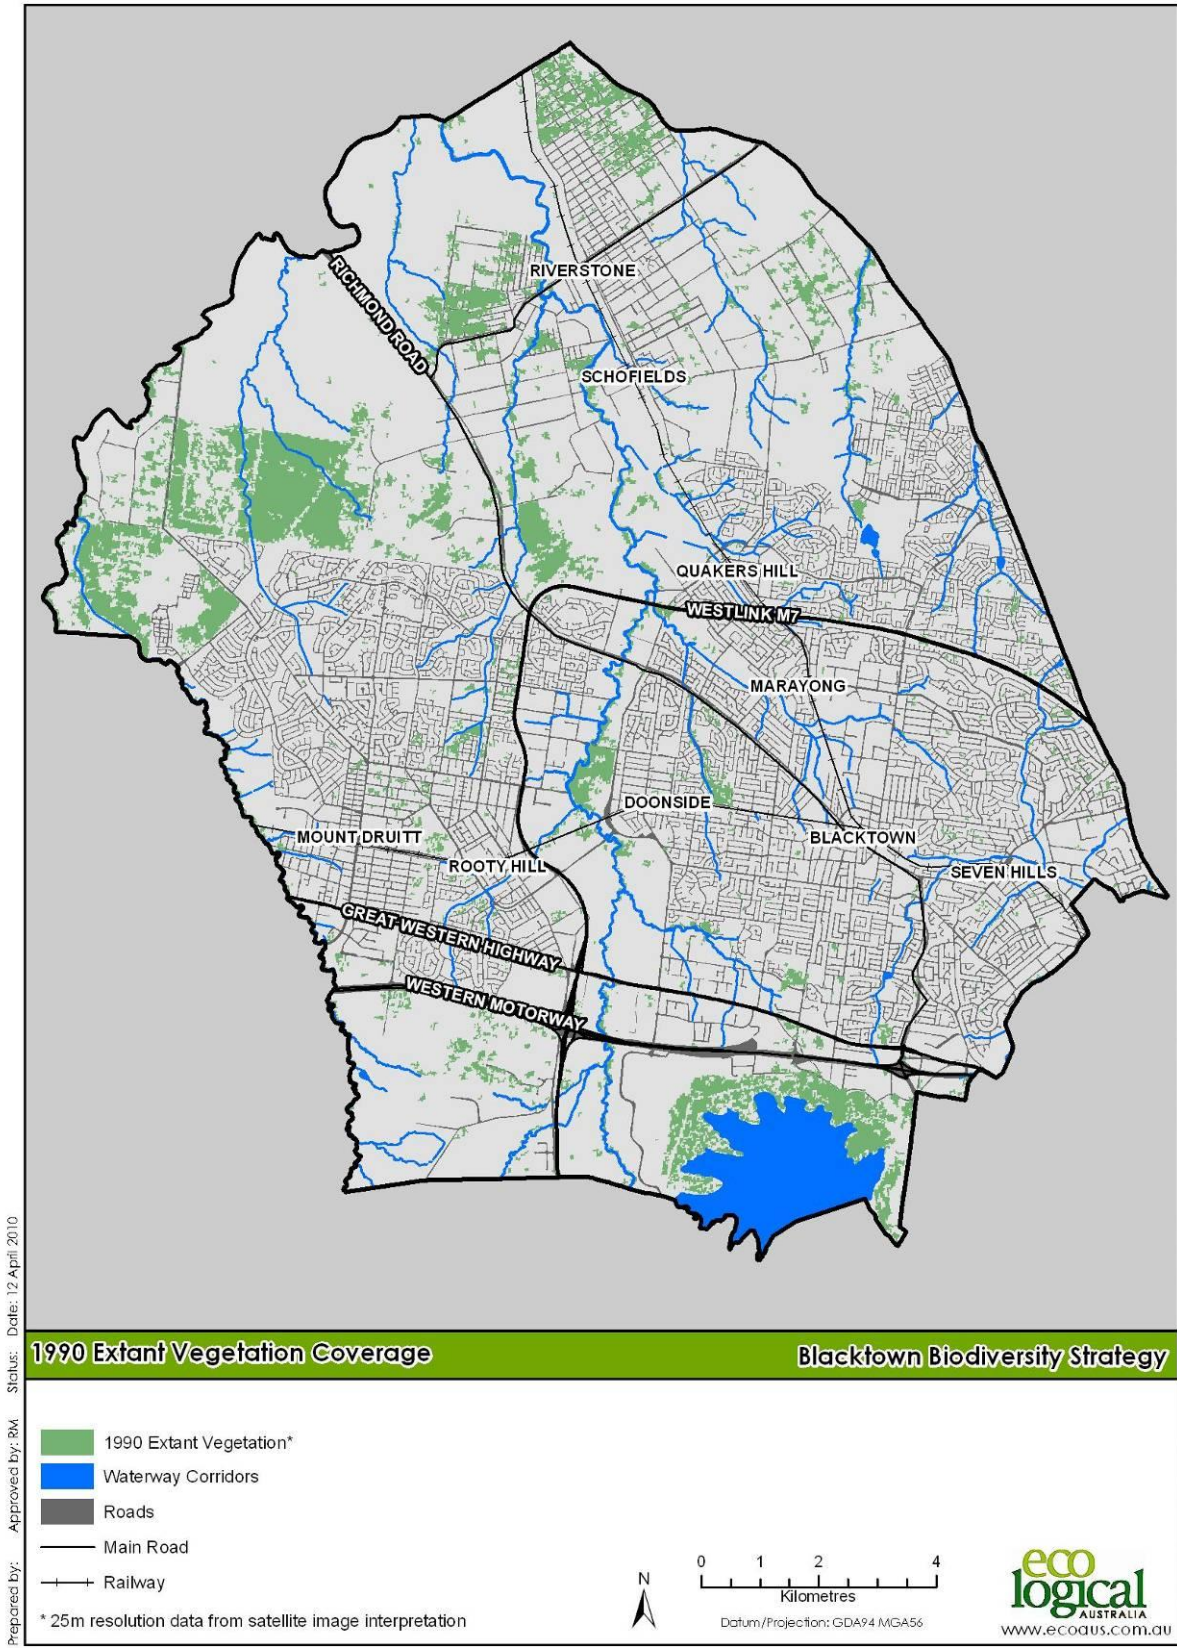 RIVERSTONE
RICHMOND ROAD
SCHOFIELDS
QUAKERS HILL
WESTLINK M7
MARAYONG
DOONSIDE
MOUNT DRUITT
BLACKTOWN
ROOTY HILL
SEVEN HILLS
GREAT WESTERN HIGHWAY
WESTERN MOTORWAY
Prepared by: Approved by: RM Status: Date: 12 April 2010
1990 Extant Vegetation Coverage
Blacktown Biodiversity Strategy
1990 Extant Vegetation*
Waterway Corridors
Roads
Main Road
Railway
* 25m resolution data from satellite image interpretation
N
0 1 2 4
Kilometres
Datum/Projection: GDA94 MGA56
eco
logical
AUSTRALIA
www.ecoaus.com.au